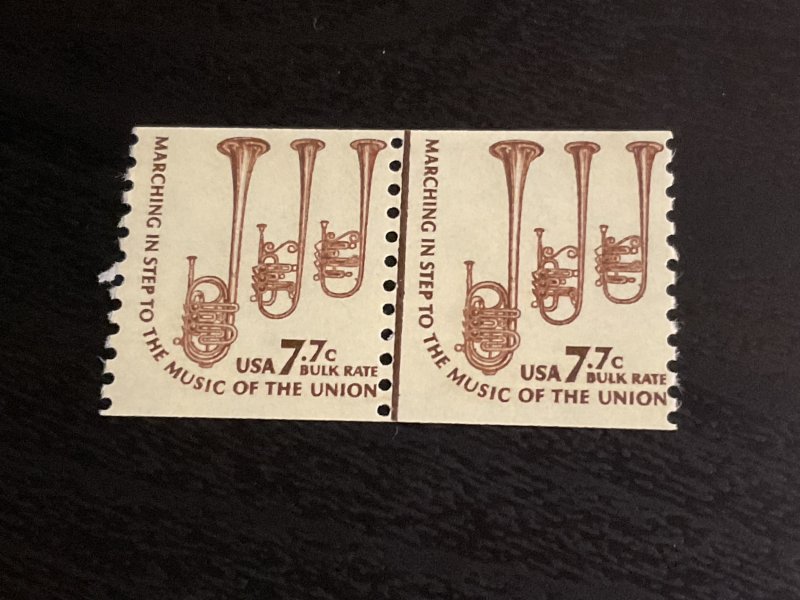 MARCHING IN STEP TO THE MUSIC OF THE UNION
USA 7.7c
BULK RATE
MARCHING IN STEP TO THE MUSIC OF THE UNION
USA 7.7c
BULK RATE